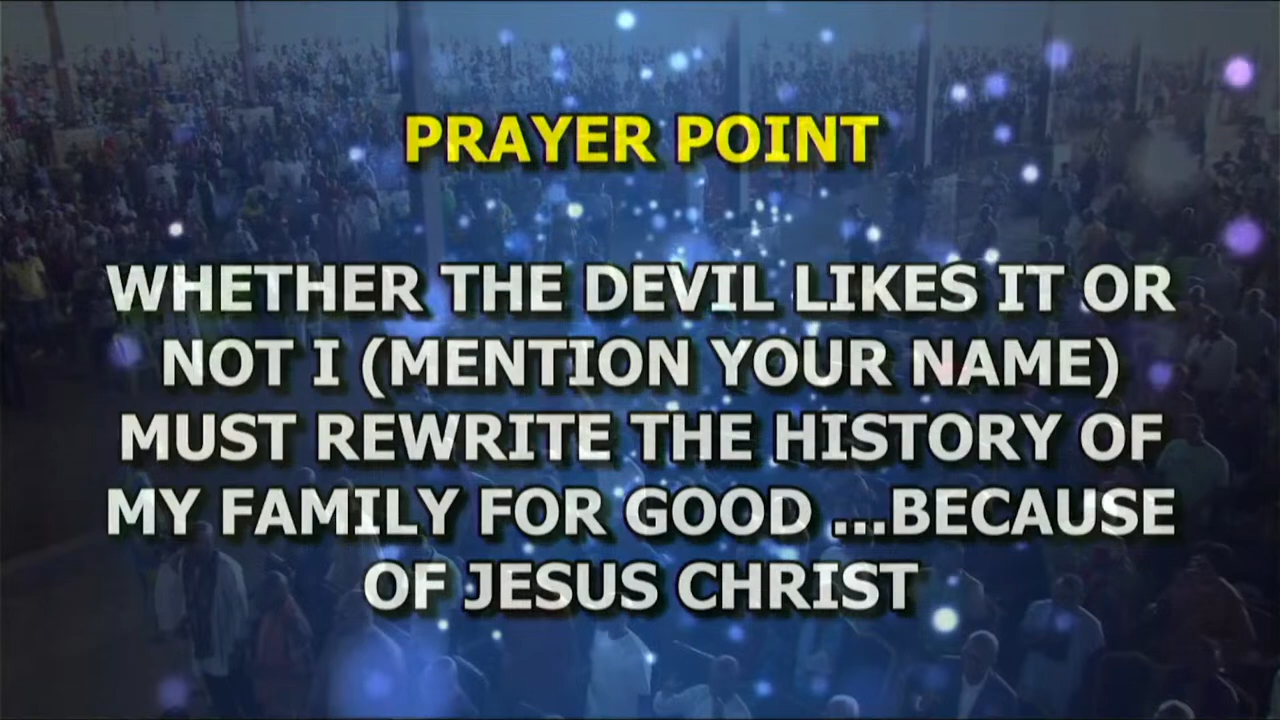 PRAYER POINT
WHETHER THE DEVIL LIKES IT OR
NOT I (MENTION YOUR NAME)
MUST REWRITE THE HISTORY OF
MY FAMILY FOR GOOD ...BECAUSE
OF JESUS CHRIST